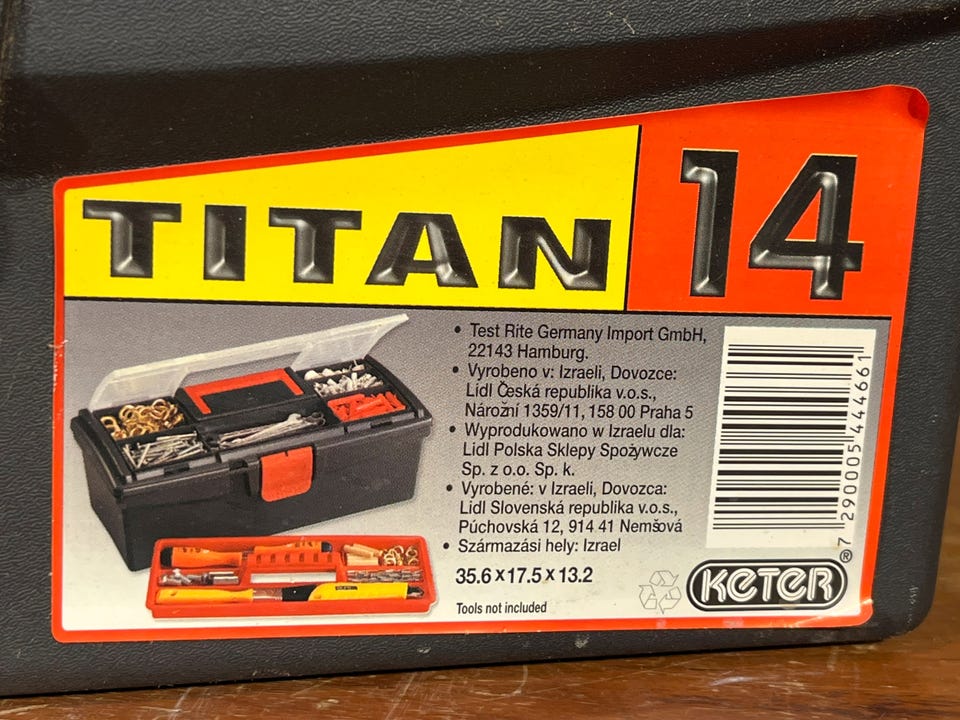 TITAN 14
• Test Rite Germany Import GmbH,
22143 Hamburg.
• Vyrobeno v: Izraeli, Dovozce:
Lidl Česká republika v.o.s.,
Nárožní 1359/11, 158 00 Praha 5
• Wyprodukowano w Izraelu dla:
Lidl Polska Sklepy Spożywcze
Sp. z o.o. Sp. k.
• Vyrobené: v Izraeli, Dovozca:
Lidl Slovenská republika v.o.s.,
Púchovská 12, 914 41 Nemšová
• Származási hely: Izrael
35.6 x 17.5 x 13.2
Tools not included
7 290005 444661
KETER®